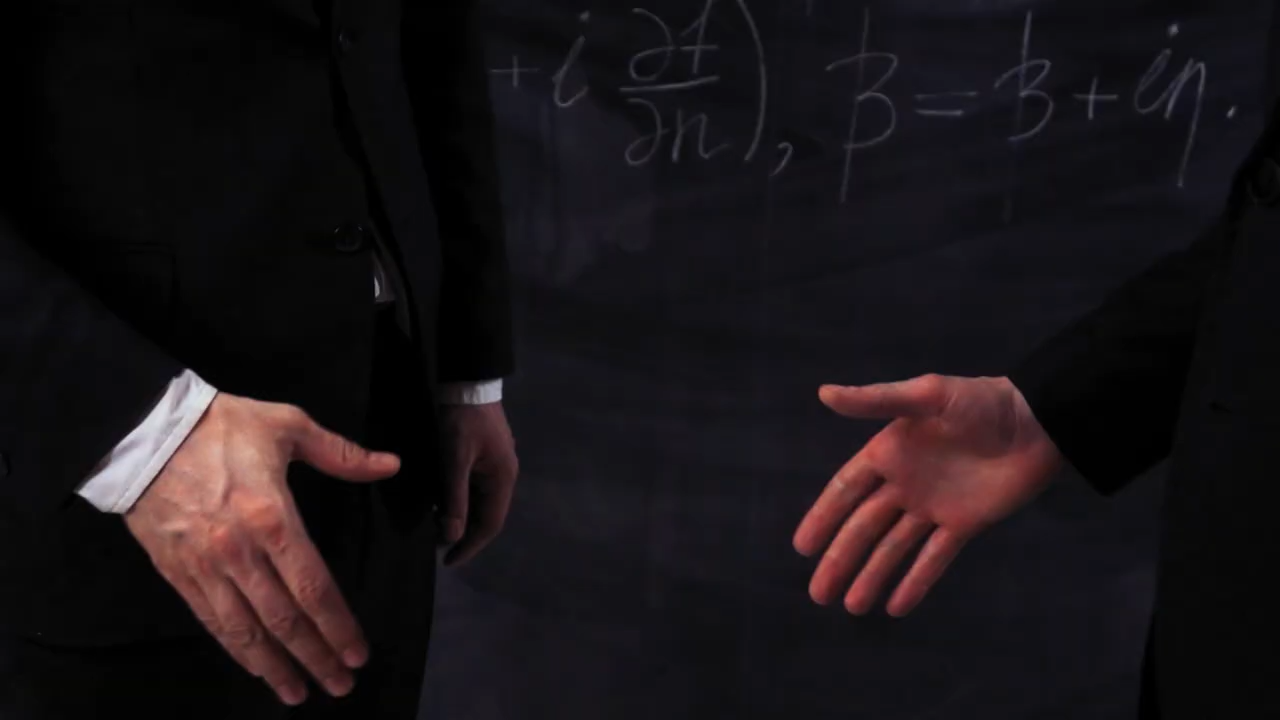 + i ∂f/∂n), β = β + iη.